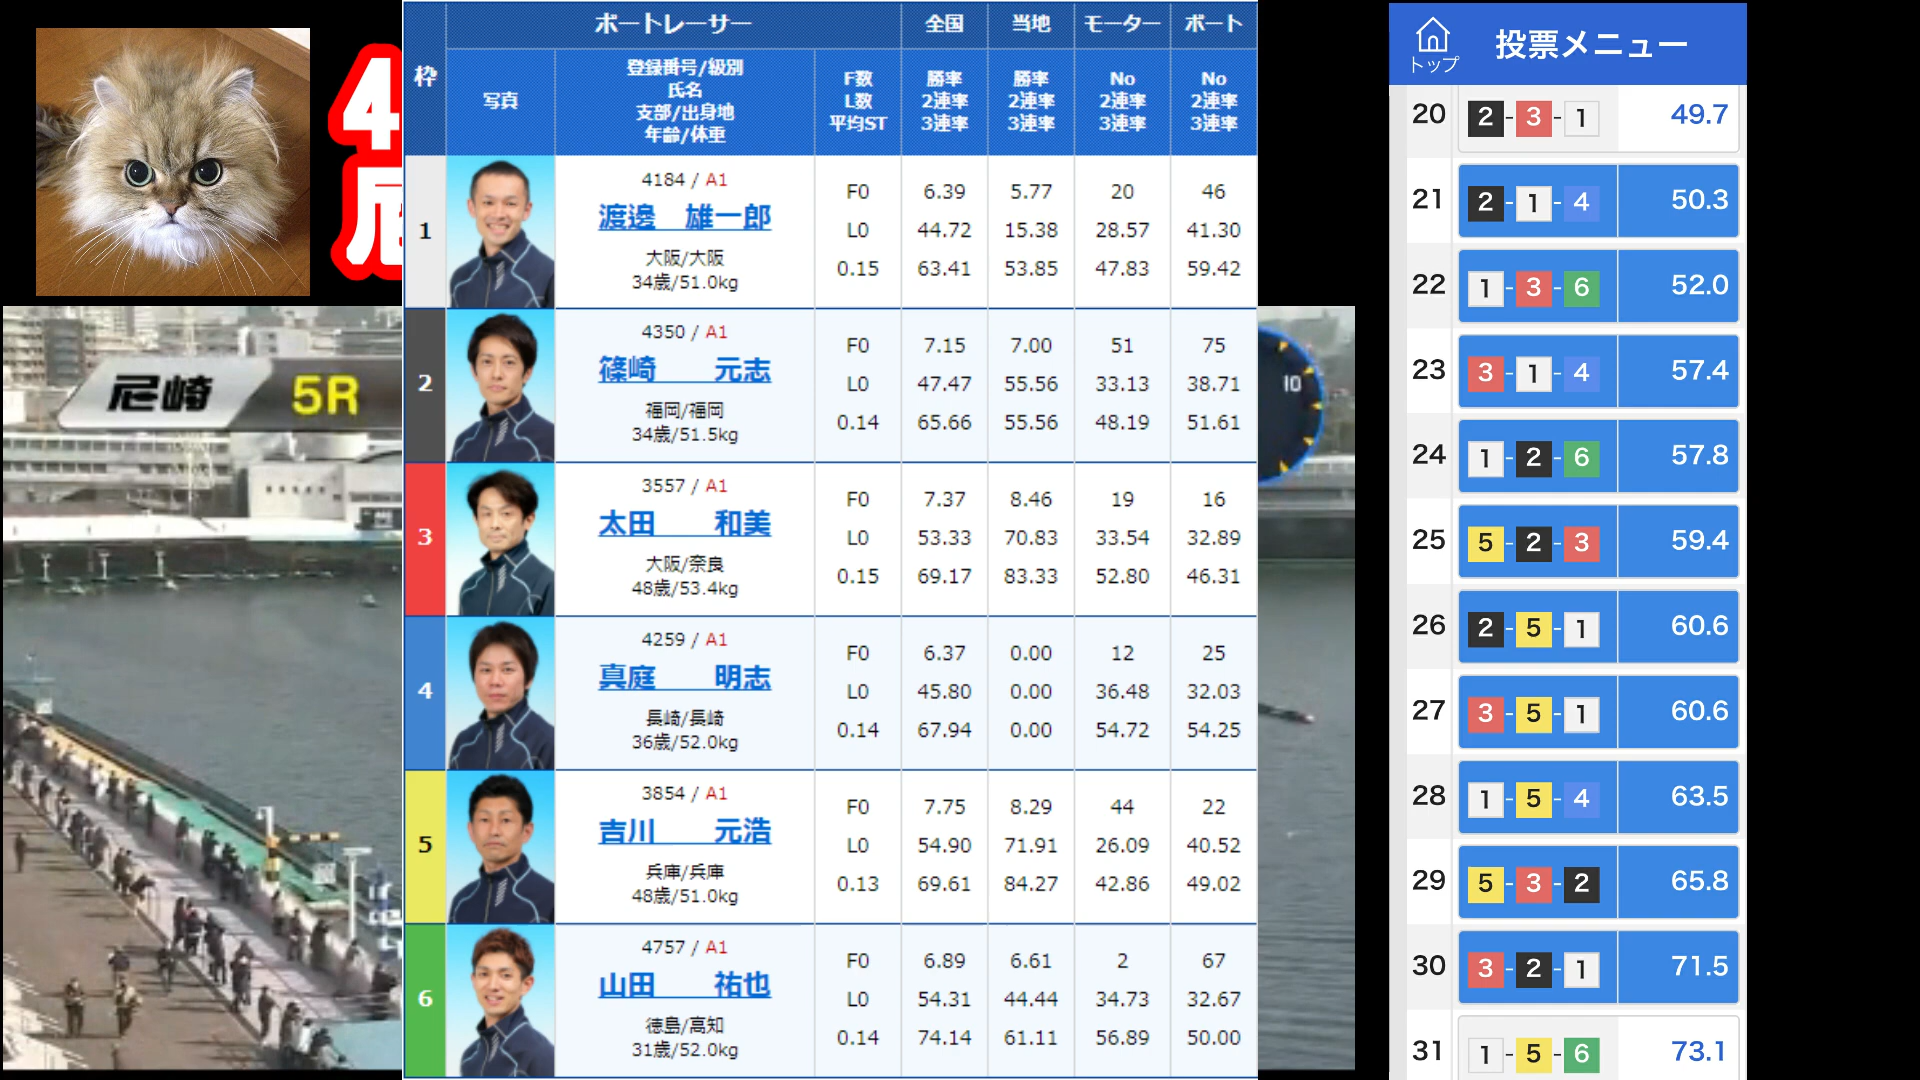 4
尼
尼崎 5R
10
ボートレーサー 全国 当地 モーター ボート
枠 写真 登録番号/級別 氏名 支部/出身地 年齢/体重 F数 L数 平均ST 勝率 2連率 3連率 勝率 2連率 3連率 No 2連率 3連率 No 2連率 3連率
1
4184 / A1 F0 6.39 5.77 20 46
渡邊 雄一郎 L0 44.72 15.38 28.57 41.30
大阪/大阪
34歳/51.0kg 0.15 63.41 53.85 47.83 59.42
2
4350 / A1 F0 7.15 7.00 51 75
篠崎 元志 L0 47.47 55.56 33.13 38.71
福岡/福岡
34歳/51.5kg 0.14 65.66 55.56 48.19 51.61
3
3557 / A1 F0 7.37 8.46 19 16
太田 和美 L0 53.33 70.83 33.54 32.89
大阪/奈良
48歳/53.4kg 0.15 69.17 83.33 52.80 46.31
4
4259 / A1 F0 6.37 0.00 12 25
真庭 明志 L0 45.80 0.00 36.48 32.03
長崎/長崎
36歳/52.0kg 0.14 67.94 0.00 54.72 54.25
5
3854 / A1 F0 7.75 8.29 44 22
吉川 元浩 L0 54.90 71.91 26.09 40.52
兵庫/兵庫
48歳/51.0kg 0.13 69.61 84.27 42.86 49.02
6
4757 / A1 F0 6.89 6.61 2 67
山田 祐也 L0 54.31 44.44 34.73 32.67
徳島/高知
31歳/52.0kg 0.14 74.14 61.11 56.89 50.00
トップ 投票メニュー
20 2-3-1 49.7
21 2-1-4 50.3
22 1-3-6 52.0
23 3-1-4 57.4
24 1-2-6 57.8
25 5-2-3 59.4
26 2-5-1 60.6
27 3-5-1 60.6
28 1-5-4 63.5
29 5-3-2 65.8
30 3-2-1 71.5
31 1-5-6 73.1